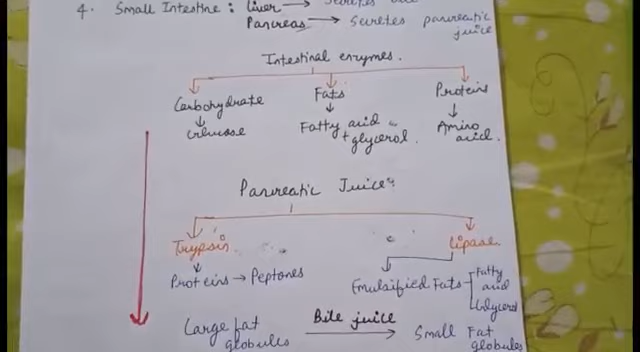 4. Small Intestine : Liver → Secretes
Pancreas → Secretes pancreatic juice
Intestinal enzymes.
Carbohydrate Fats Proteins
Glucose Fatty acid + glycerol. Amino acid.
Pancreatic Juice:
Trypsin Lipase
Proteins → Peptones Emulsified Fats Fatty acid Glycerol
Large fat globules Bile juice → Small Fat globules